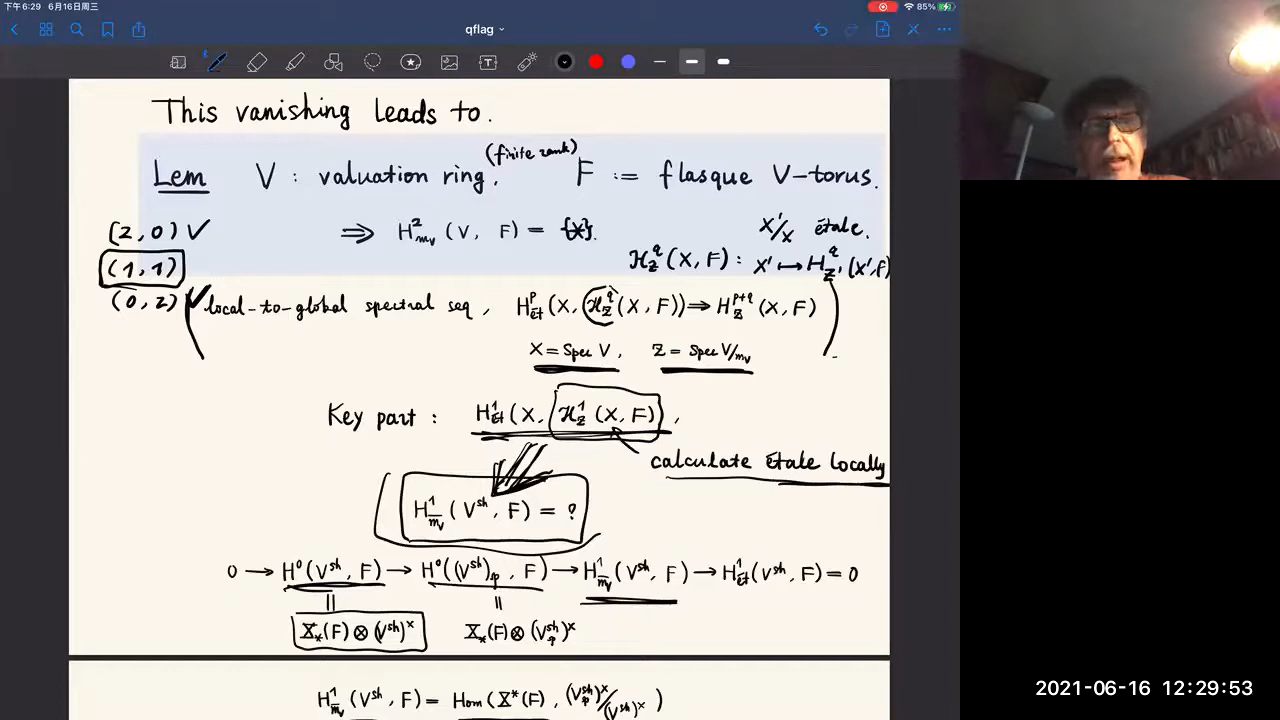 下午6:29 6月16日周三
85%
qflag
This vanishing leads to.
Lem V : valuation ring, (finite rank) F := flasque V-torus.
(2,0) ✓ ⟹ H²_{m_V}(V, F) = {*}. X'/X étale.
(1,1) ℋ^q_Z(X,F) : X' ↦ H^q_{Z'}(X',F)
(0,2) ✓ local-to-global spectral seq, H^p_{ét}(X, ℋ^q_Z(X,F)) ⟹ H^{p+q}_Z(X,F)
X = Spec V, Z = Spec V/m_V
Key part : H¹_{ét}(X, ℋ¹_Z(X,F)),
calculate étale locally
H¹_{m_V}(V^{sh}, F) = ?
0 → H⁰(V^{sh}, F) → H⁰((V^{sh})_p, F) → H¹_{m_V}(V^{sh}, F) → H¹_{ét}(V^{sh}, F) = 0
|| ||
X_*(F) ⊗ (V^{sh})^× X_*(F) ⊗ (V^{sh}_p)^×
H¹_{m_V}(V^{sh}, F) = Hom(X^*(F), (V^{sh}_p)^×/(V^{sh})^×)
2021-06-16 12:29:53